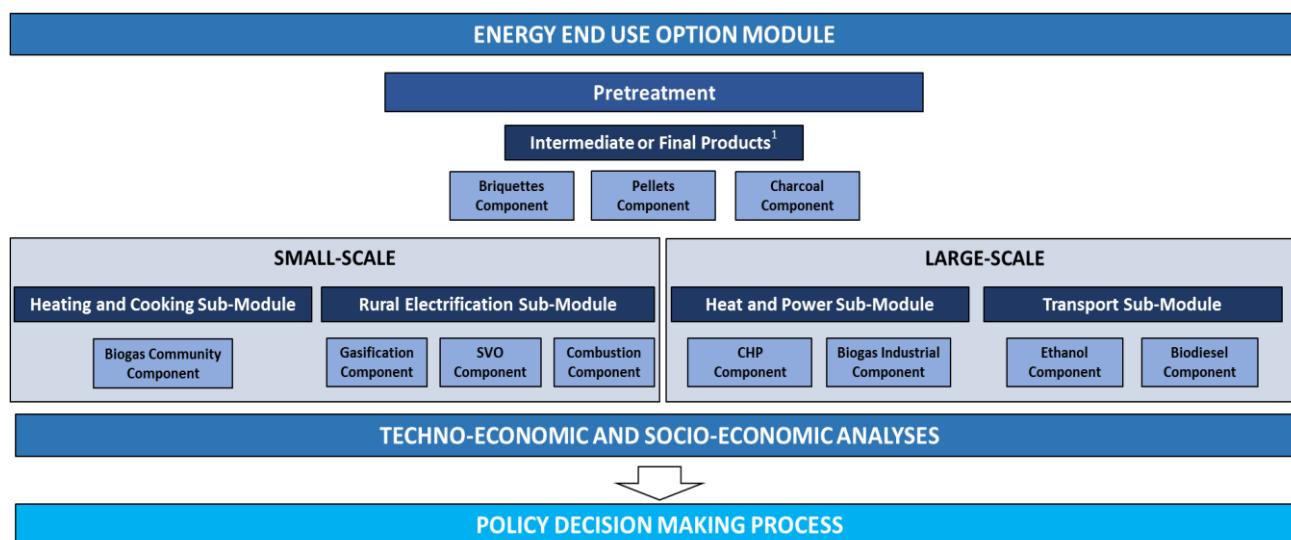 ENERGY END USE OPTION MODULE
Pretreatment
Intermediate or Final Products¹
Briquettes
Component
Pellets
Component
Charcoal
Component
SMALL-SCALE
Heating and Cooking Sub-Module
Rural Electrification Sub-Module
Biogas Community
Component
Gasification
Component
SVO
Component
Combustion
Component
LARGE-SCALE
Heat and Power Sub-Module
Transport Sub-Module
CHP
Component
Biogas Industrial
Component
Ethanol
Component
Biodiesel
Component
TECHNO-ECONOMIC AND SOCIO-ECONOMIC ANALYSES
POLICY DECISION MAKING PROCESS